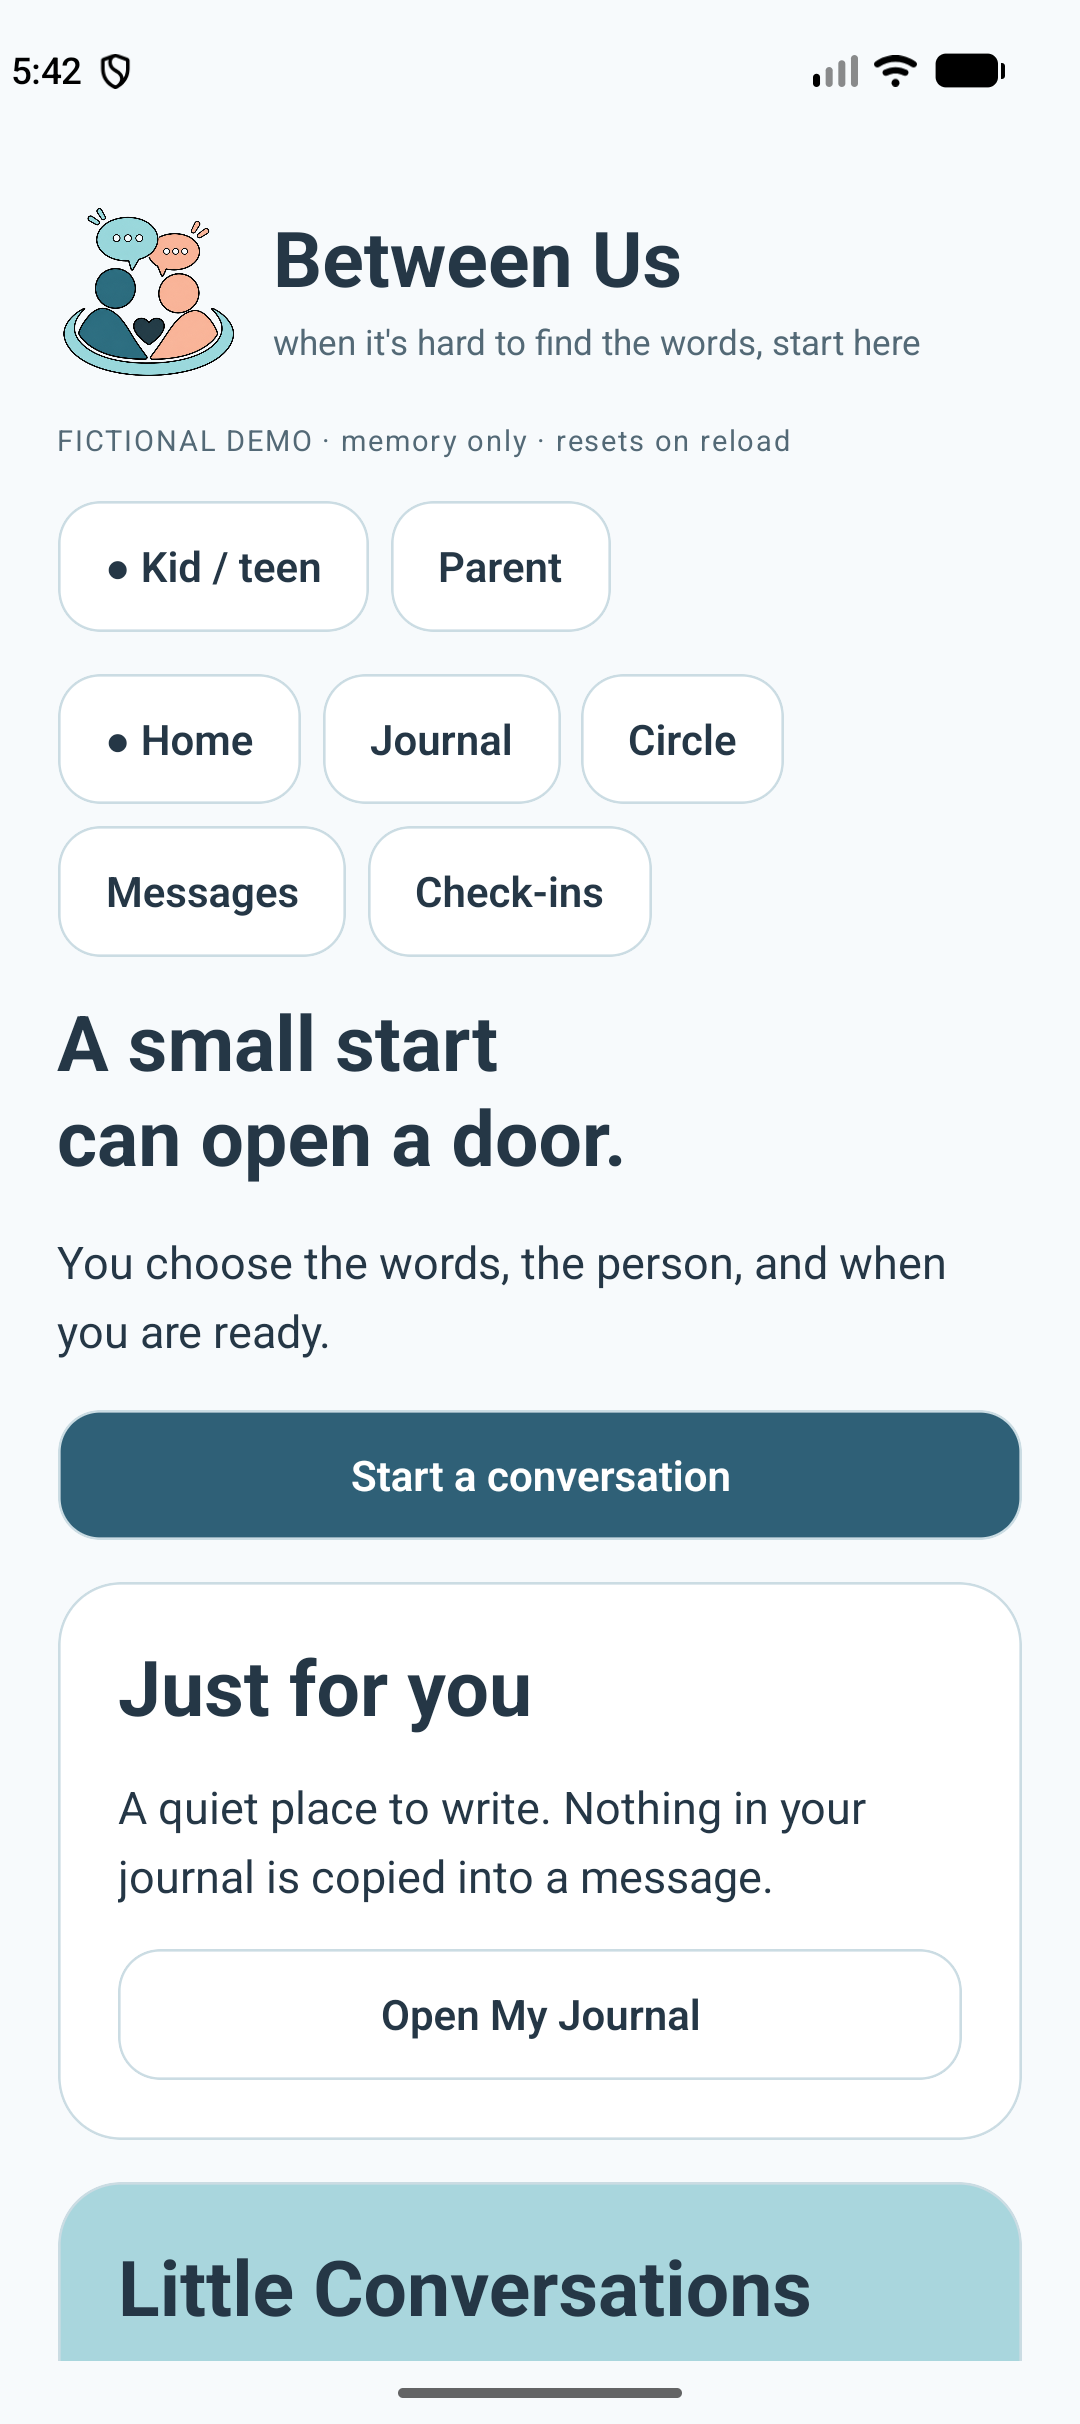 5:42
Between Us
when it's hard to find the words, start here
FICTIONAL DEMO · memory only · resets on reload
● Kid / teen
Parent
● Home
Journal
Circle
Messages
Check-ins
A small start
can open a door.
You choose the words, the person, and when
you are ready.
Start a conversation
Just for you
A quiet place to write. Nothing in your
journal is copied into a message.
Open My Journal
Little Conversations